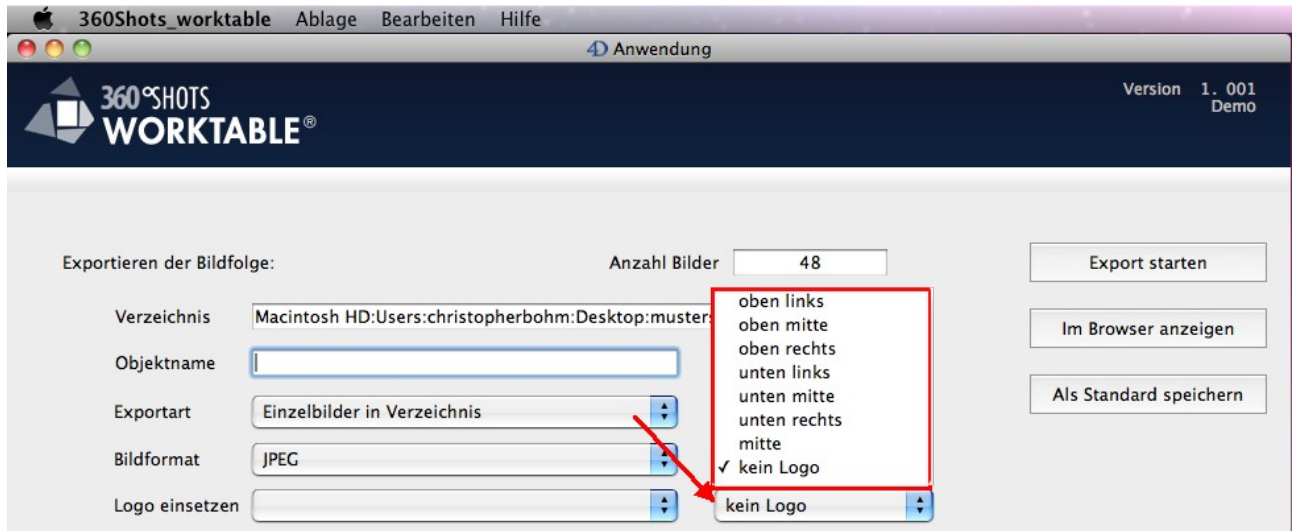 360Shots_worktable Ablage Bearbeiten Hilfe
4D Anwendung
360°SHOTS
WORKTABLE®
Version 1. 001
Demo
Exportieren der Bildfolge:
Anzahl Bilder 48
Export starten
Verzeichnis Macintosh HD:Users:christopherbohm:Desktop:musters
Im Browser anzeigen
Objektname
Als Standard speichern
Exportart Einzelbilder in Verzeichnis
Bildformat JPEG
Logo einsetzen
oben links
oben mitte
oben rechts
unten links
unten mitte
unten rechts
mitte
✓ kein Logo
kein Logo